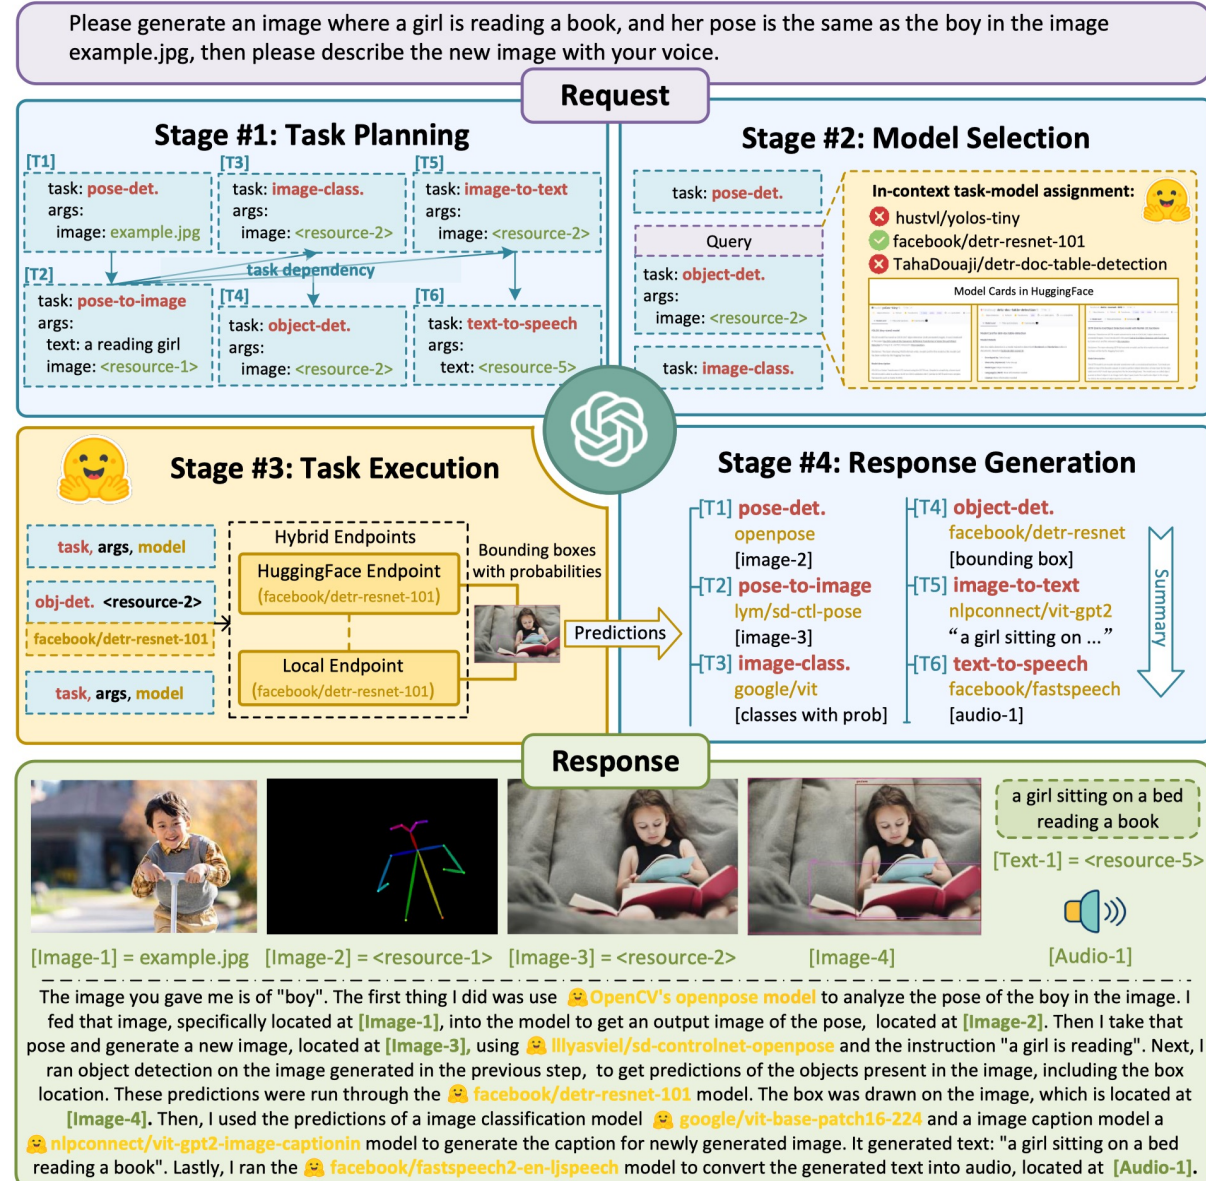 Please generate an image where a girl is reading a book, and her pose is the same as the boy in the image
example.jpg, then please describe the new image with your voice.
Request
Stage #1: Task Planning
[T1]
task: pose-det.
args:
image: example.jpg
[T3]
task: image-class.
args:
image: <resource-2>
[T5]
task: image-to-text
args:
image: <resource-2>
task dependency
[T2]
task: pose-to-image
args:
text: a reading girl
image: <resource-1>
[T4]
task: object-det.
args:
image: <resource-2>
[T6]
task: text-to-speech
args:
text: <resource-5>
Stage #2: Model Selection
task: pose-det.
Query
task: object-det.
args:
image: <resource-2>
task: image-class.
In-context task-model assignment:
hustvl/yolos-tiny
facebook/detr-resnet-101
TahaDouaji/detr-doc-table-detection
Model Cards in HuggingFace
Stage #3: Task Execution
task, args, model
obj-det. <resource-2>
facebook/detr-resnet-101
task, args, model
Hybrid Endpoints
HuggingFace Endpoint
(facebook/detr-resnet-101)
Local Endpoint
(facebook/detr-resnet-101)
Bounding boxes
with probabilities
Predictions
Stage #4: Response Generation
[T1] pose-det.
openpose
[image-2]
[T2] pose-to-image
lym/sd-ctl-pose
[image-3]
[T3] image-class.
google/vit
[classes with prob]
[T4] object-det.
facebook/detr-resnet
[bounding box]
[T5] image-to-text
nlpconnect/vit-gpt2
“a girl sitting on ...”
[T6] text-to-speech
facebook/fastspeech
[audio-1]
Summary
Response
a girl sitting on a bed
reading a book
[Text-1] = <resource-5>
[Image-1] = example.jpg
[Image-2] = <resource-1>
[Image-3] = <resource-2>
[Image-4]
[Audio-1]
The image you gave me is of "boy". The first thing I did was use OpenCV's openpose model to analyze the pose of the boy in the image. I
fed that image, specifically located at [Image-1], into the model to get an output image of the pose, located at [Image-2]. Then I take that
pose and generate a new image, located at [Image-3], using lllyasviel/sd-controlnet-openpose and the instruction "a girl is reading". Next, I
ran object detection on the image generated in the previous step, to get predictions of the objects present in the image, including the box
location. These predictions were run through the facebook/detr-resnet-101 model. The box was drawn on the image, which is located at
[Image-4]. Then, I used the predictions of a image classification model google/vit-base-patch16-224 and a image caption model a
nlpconnect/vit-gpt2-image-captionin model to generate the caption for newly generated image. It generated text: "a girl sitting on a bed
reading a book". Lastly, I ran the facebook/fastspeech2-en-ljspeech model to convert the generated text into audio, located at [Audio-1].